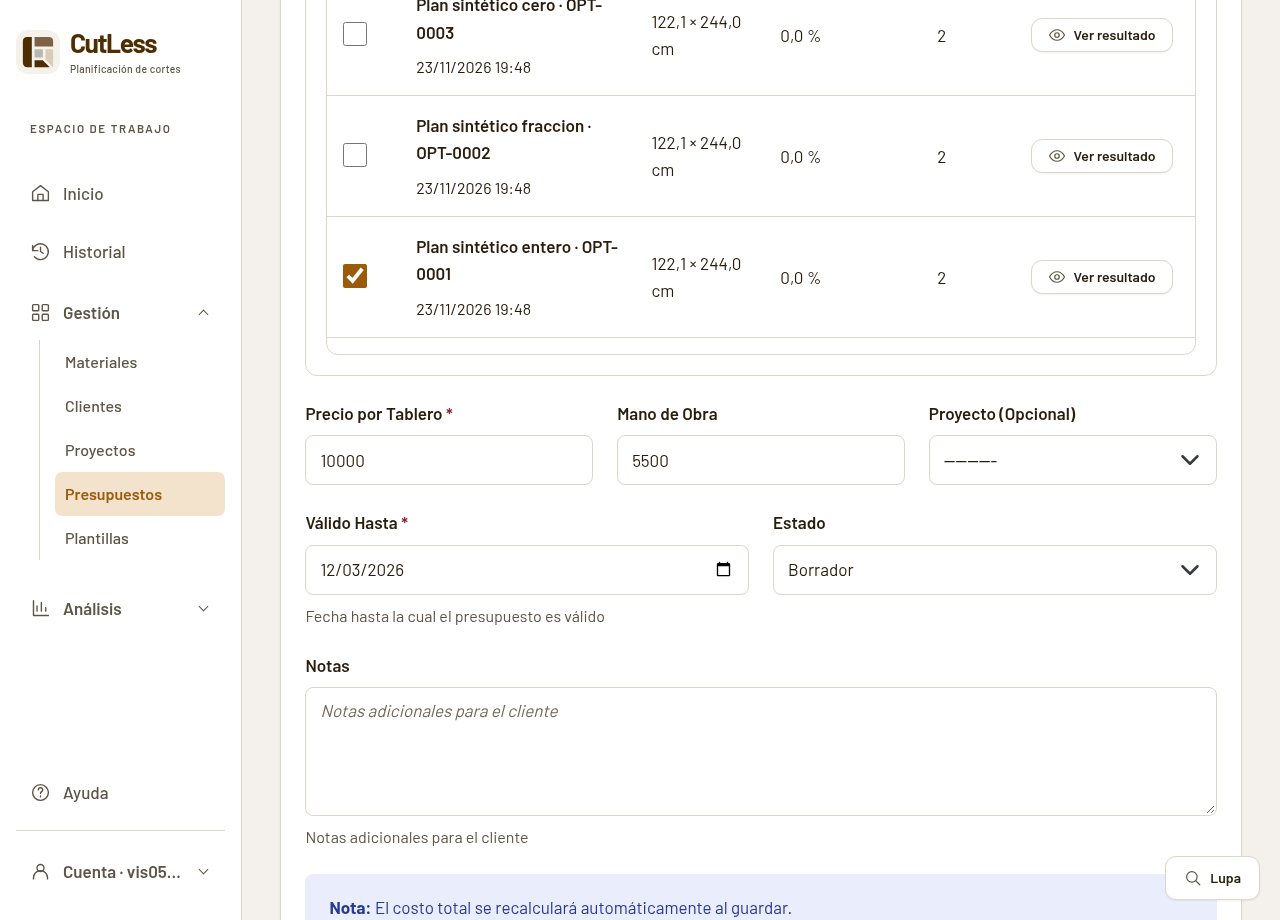 CutLess
Planificación de cortes
ESPACIO DE TRABAJO
Inicio
Historial
Gestión
Materiales
Clientes
Proyectos
Presupuestos
Plantillas
Análisis
Ayuda
Cuenta · vis05...
Plan sintético cero · OPT-
0003
23/11/2026 19:48
122,1 × 244,0
cm
0,0 %
2
Ver resultado
Plan sintético fraccion ·
OPT-0002
23/11/2026 19:48
122,1 × 244,0
cm
0,0 %
2
Ver resultado
Plan sintético entero · OPT-
0001
23/11/2026 19:48
122,1 × 244,0
cm
0,0 %
2
Ver resultado
Precio por Tablero *
Mano de Obra
Proyecto (Opcional)
10000
5500
---------
Válido Hasta *
Estado
12/03/2026
Borrador
Fecha hasta la cual el presupuesto es válido
Notas
Notas adicionales para el cliente
Notas adicionales para el cliente
Nota: El costo total se recalculará automáticamente al guardar.
Lupa